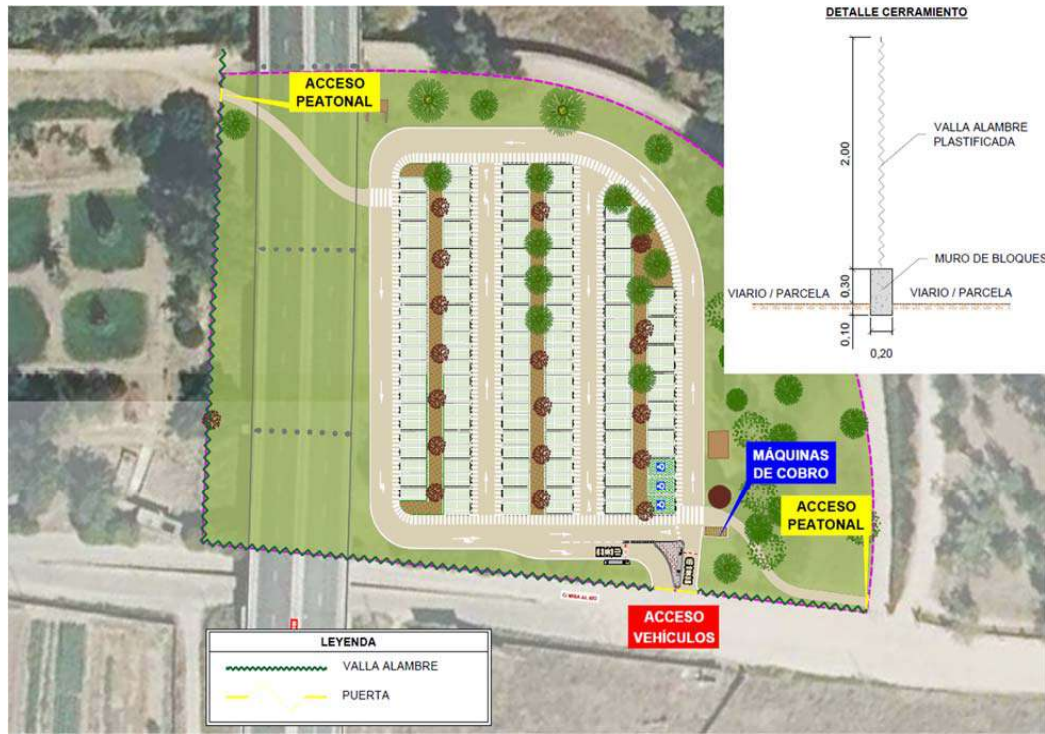 DETALLE CERRAMIENTO
ACCESO
PEATONAL
2,00
VALLA ALAMBRE
PLASTIFICADA
MURO DE BLOQUES
0,30
VIARIO / PARCELA
VIARIO / PARCELA
0,10
0,20
MÁQUINAS
DE COBRO
ACCESO
PEATONAL
ACCESO
VEHÍCULOS
LEYENDA
VALLA ALAMBRE
PUERTA